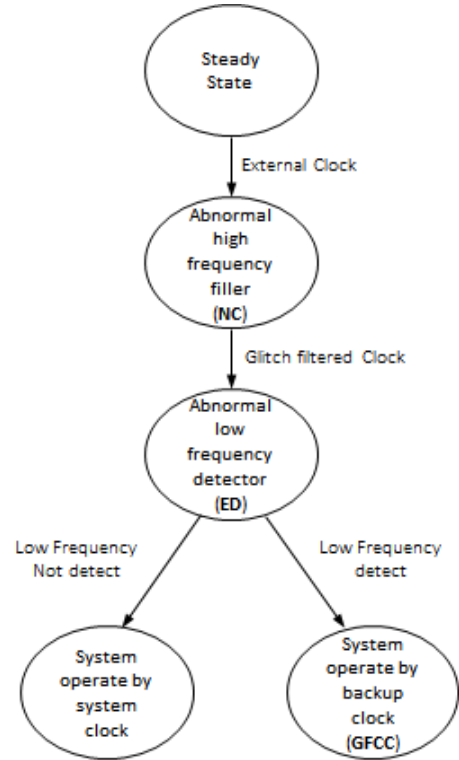 Steady
State
External Clock
Abnormal
high
frequency
filler
(NC)
Glitch filtered Clock
Abnormal
low
frequency
detector
(ED)
Low Frequency
Not detect
Low Frequency
detect
System
operate by
system
clock
System
operate by
backup
clock
(GFCC)